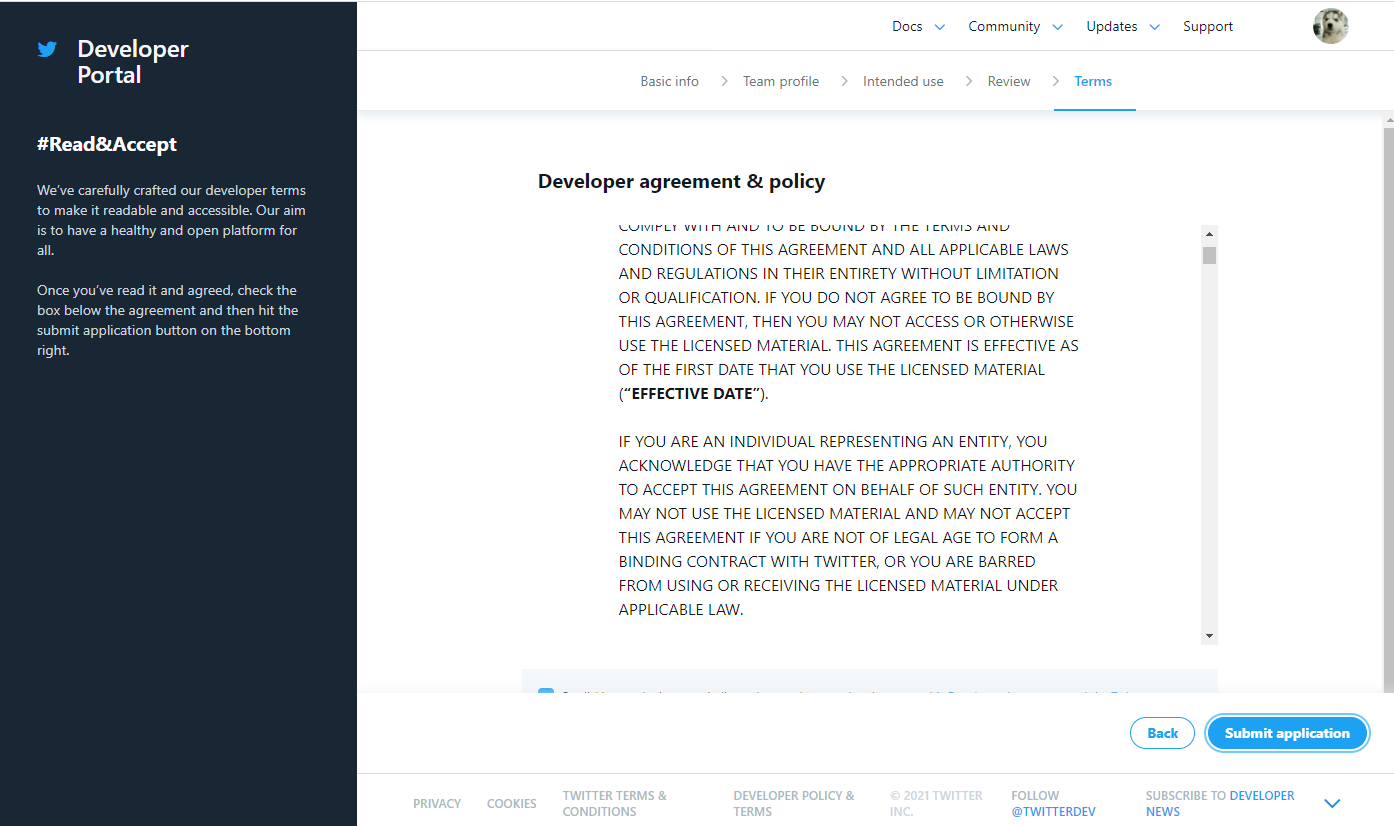 Docs
Community
Updates
Support
Developer
Portal
Basic info
Team profile
Intended use
Review
Terms
#Read&Accept
We’ve carefully crafted our developer terms
to make it readable and accessible. Our aim
is to have a healthy and open platform for
all.
Once you’ve read it and agreed, check the
box below the agreement and then hit the
submit application button on the bottom
right.
Developer agreement & policy
COMPLY WITH AND TO BE BOUND BY THE TERMS AND
CONDITIONS OF THIS AGREEMENT AND ALL APPLICABLE LAWS
AND REGULATIONS IN THEIR ENTIRETY WITHOUT LIMITATION
OR QUALIFICATION. IF YOU DO NOT AGREE TO BE BOUND BY
THIS AGREEMENT, THEN YOU MAY NOT ACCESS OR OTHERWISE
USE THE LICENSED MATERIAL. THIS AGREEMENT IS EFFECTIVE AS
OF THE FIRST DATE THAT YOU USE THE LICENSED MATERIAL
(“EFFECTIVE DATE”).
IF YOU ARE AN INDIVIDUAL REPRESENTING AN ENTITY, YOU
ACKNOWLEDGE THAT YOU HAVE THE APPROPRIATE AUTHORITY
TO ACCEPT THIS AGREEMENT ON BEHALF OF SUCH ENTITY. YOU
MAY NOT USE THE LICENSED MATERIAL AND MAY NOT ACCEPT
THIS AGREEMENT IF YOU ARE NOT OF LEGAL AGE TO FORM A
BINDING CONTRACT WITH TWITTER, OR YOU ARE BARRED
FROM USING OR RECEIVING THE LICENSED MATERIAL UNDER
APPLICABLE LAW.
Back
Submit application
PRIVACY
COOKIES
TWITTER TERMS &
CONDITIONS
DEVELOPER POLICY &
TERMS
© 2021 TWITTER
INC.
FOLLOW
@TWITTERDEV
SUBSCRIBE TO DEVELOPER
NEWS